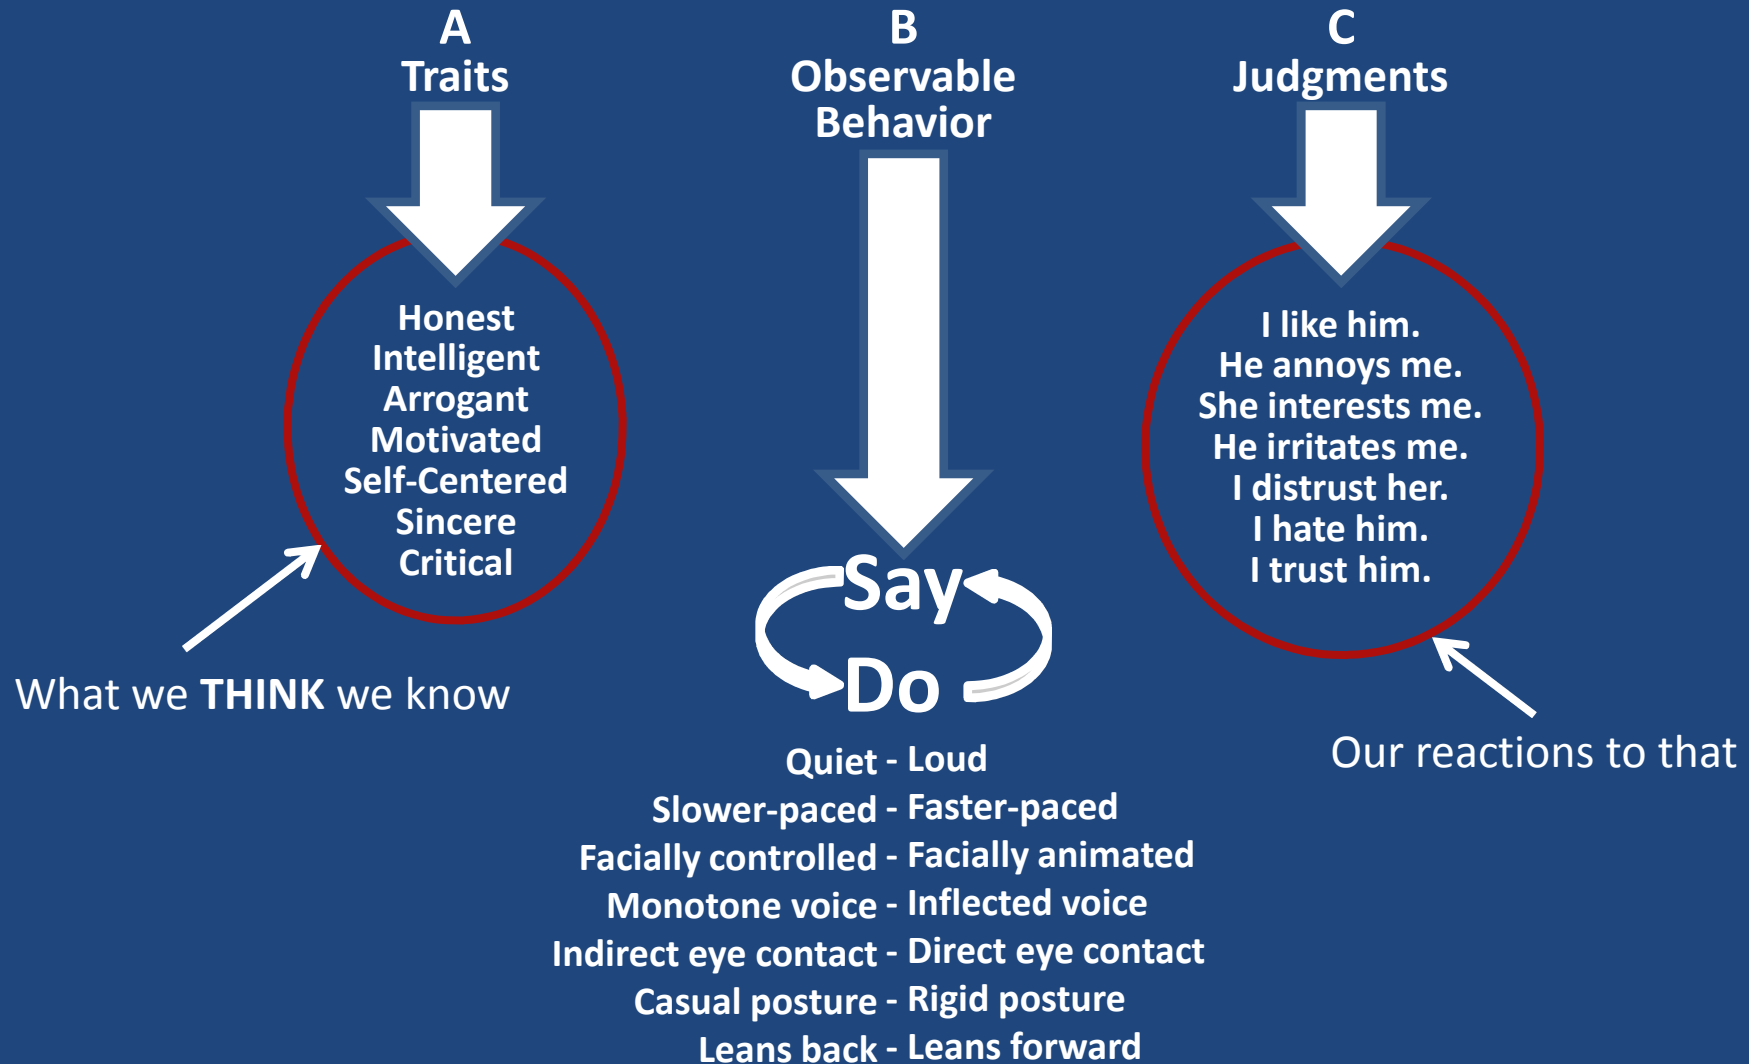 A
Traits
Honest
Intelligent
Arrogant
Motivated
Self-Centered
Sincere
Critical
What we THINK we know
B
Observable
Behavior
Say
Do
Quiet - Loud
Slower-paced - Faster-paced
Facially controlled - Facially animated
Monotone voice - Inflected voice
Indirect eye contact - Direct eye contact
Casual posture - Rigid posture
Leans back - Leans forward
C
Judgments
I like him.
He annoys me.
She interests me.
He irritates me.
I distrust her.
I hate him.
I trust him.
Our reactions to that